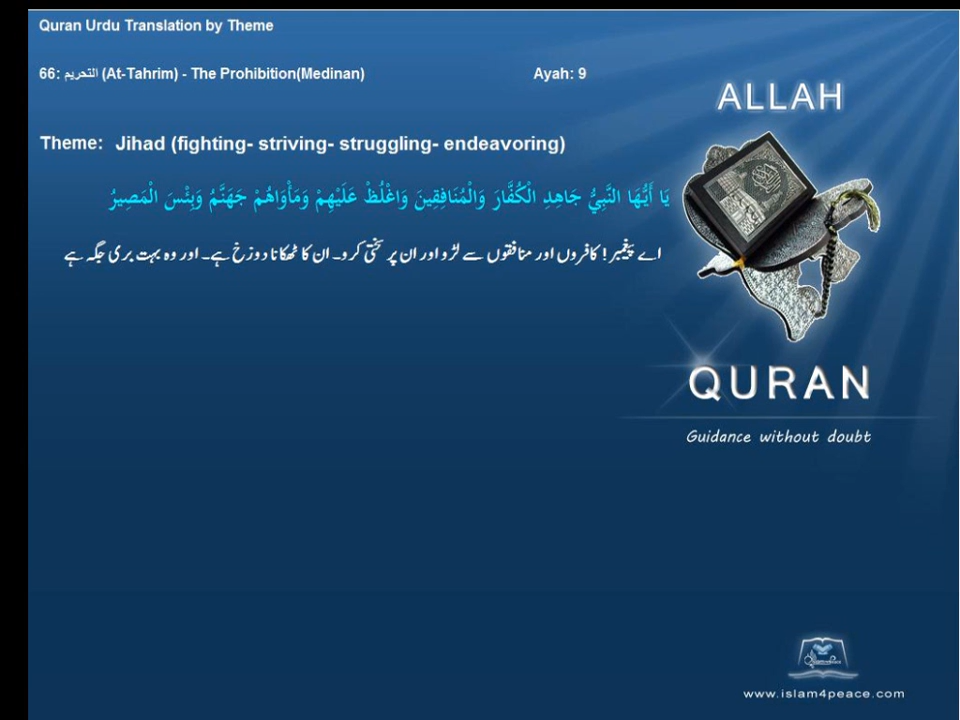 Quran Urdu Translation by Theme
66: التحريم (At-Tahrim) - The Prohibition(Medinan) Ayah: 9
ALLAH
Theme: Jihad (fighting- striving- struggling- endeavoring)
يَا أَيُّهَا النَّبِيُّ جَاهِدِ الْكُفَّارَ وَالْمُنَافِقِينَ وَاغْلُظْ عَلَيْهِمْ وَمَأْوَاهُمْ جَهَنَّمُ وَبِئْسَ الْمَصِيرُ
اے پیغمبر! کافروں اور منافقوں سے لڑو اور ان پر سختی کرو۔ ان کا ٹھکانا دوزخ ہے۔ اور وہ بہت بری جگہ ہے
QURAN
Guidance without doubt
www.islam4peace.com